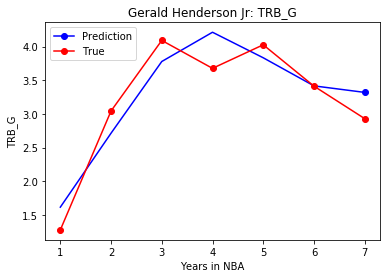 Gerald Henderson Jr: TRB_G
Prediction
True
4.0
3.5
3.0
2.5
2.0
1.5
TRB_G
1 2 3 4 5 6 7
Years in NBA